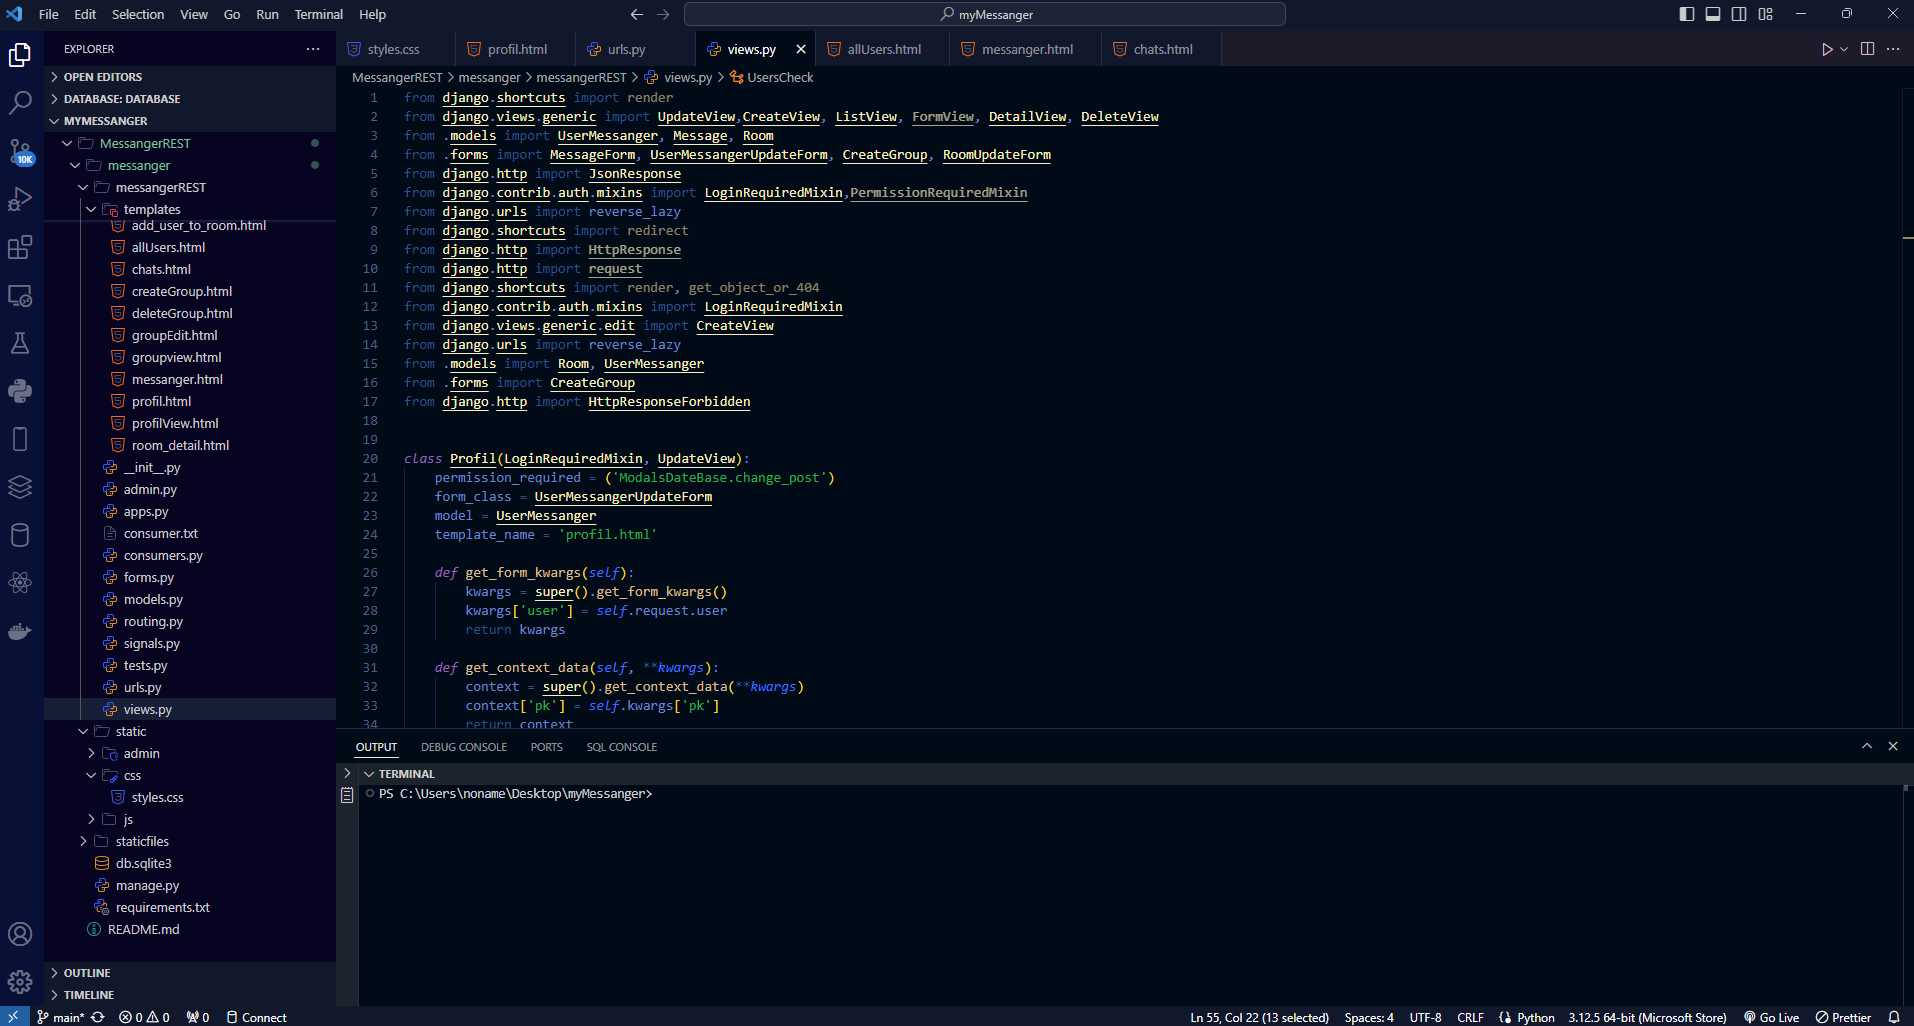 File Edit Selection View Go Run Terminal Help
myMessanger
EXPLORER
OPEN EDITORS
DATABASE: DATABASE
MYMESSANGER
MessangerREST
messanger
messangerREST
templates
add_user_to_room.html
allUsers.html
chats.html
createGroup.html
deleteGroup.html
groupEdit.html
groupview.html
messanger.html
profil.html
profilView.html
room_detail.html
__init__.py
admin.py
apps.py
consumer.txt
consumers.py
forms.py
models.py
routing.py
signals.py
tests.py
urls.py
views.py
static
admin
css
styles.css
js
staticfiles
db.sqlite3
manage.py
requirements.txt
README.md
OUTLINE
TIMELINE
10K
styles.css profil.html urls.py views.py allUsers.html messanger.html chats.html
MessangerREST > messanger > messangerREST > views.py > UsersCheck
1 from django.shortcuts import render
2 from django.views.generic import UpdateView,CreateView, ListView, FormView, DetailView, DeleteView
3 from .models import UserMessanger, Message, Room
4 from .forms import MessageForm, UserMessangerUpdateForm, CreateGroup, RoomUpdateForm
5 from django.http import JsonResponse
6 from django.contrib.auth.mixins import LoginRequiredMixin,PermissionRequiredMixin
7 from django.urls import reverse_lazy
8 from django.shortcuts import redirect
9 from django.http import HttpResponse
10 from django.http import request
11 from django.shortcuts import render, get_object_or_404
12 from django.contrib.auth.mixins import LoginRequiredMixin
13 from django.views.generic.edit import CreateView
14 from django.urls import reverse_lazy
15 from .models import Room, UserMessanger
16 from .forms import CreateGroup
17 from django.http import HttpResponseForbidden
18
19
20 class Profil(LoginRequiredMixin, UpdateView):
21 permission_required = ('ModalsDateBase.change_post')
22 form_class = UserMessangerUpdateForm
23 model = UserMessanger
24 template_name = 'profil.html'
25
26 def get_form_kwargs(self):
27 kwargs = super().get_form_kwargs()
28 kwargs['user'] = self.request.user
29 return kwargs
30
31 def get_context_data(self, **kwargs):
32 context = super().get_context_data(**kwargs)
33 context['pk'] = self.kwargs['pk']
34 return context
OUTPUT DEBUG CONSOLE PORTS SQL CONSOLE
TERMINAL
PS C:\Users\noname\Desktop\myMessanger>
main* 0 0 0 Connect Ln 55, Col 22 (13 selected) Spaces: 4 UTF-8 CRLF Python 3.12.5 64-bit (Microsoft Store) Go Live Prettier